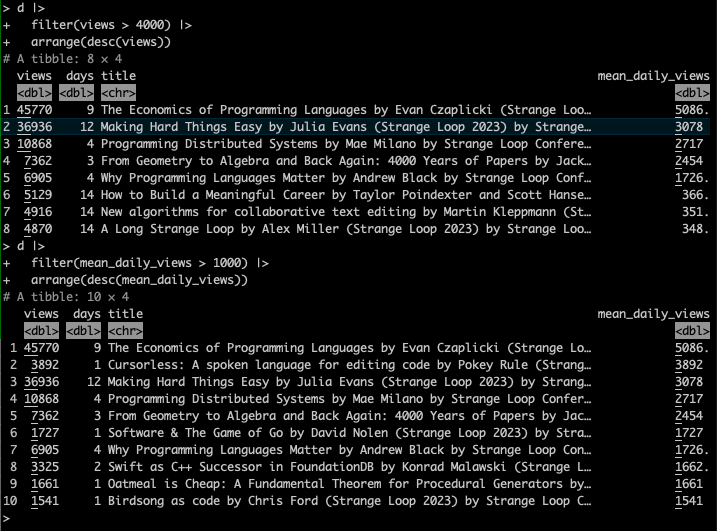 > d |>
+   filter(views > 4000) |>
+   arrange(desc(views))
# A tibble: 8 × 4
  views  days title                                                         mean_daily_views
  <dbl> <dbl> <chr>                                                                    <dbl>
1 45770     9 The Economics of Programming Languages by Evan Czaplicki (Strange Loo…   5086.
2 36936    12 Making Hard Things Easy by Julia Evans (Strange Loop 2023) by Strange…   3078
3 10868     4 Programming Distributed Systems by Mae Milano by Strange Loop Confere…   2717
4  7362     3 From Geometry to Algebra and Back Again: 4000 Years of Papers by Jack…   2454
5  6905     4 Why Programming Languages Matter by Andrew Black by Strange Loop Conf…   1726.
6  5129    14 How to Build a Meaningful Career by Taylor Poindexter and Scott Hanse…    366.
7  4916    14 New algorithms for collaborative text editing by Martin Kleppmann (St…    351.
8  4870    14 A Long Strange Loop by Alex Miller (Strange Loop 2023) by Strange Loo…    348.
> d |>
+   filter(mean_daily_views > 1000) |>
+   arrange(desc(mean_daily_views))
# A tibble: 10 × 4
   views  days title                                                        mean_daily_views
   <dbl> <dbl> <chr>                                                                   <dbl>
 1 45770     9 The Economics of Programming Languages by Evan Czaplicki (Strange Lo…   5086.
 2  3892     1 Cursorless: A spoken language for editing code by Pokey Rule (Strang…   3892
 3 36936    12 Making Hard Things Easy by Julia Evans (Strange Loop 2023) by Strang…   3078
 4 10868     4 Programming Distributed Systems by Mae Milano by Strange Loop Confer…   2717
 5  7362     3 From Geometry to Algebra and Back Again: 4000 Years of Papers by Jac…   2454
 6  1727     1 Software & The Game of Go by David Nolen (Strange Loop 2023) by Stra…   1727
 7  6905     4 Why Programming Languages Matter by Andrew Black by Strange Loop Con…   1726.
 8  3325     2 Swift as C++ Successor in FoundationDB by Konrad Malawski (Strange L…   1662.
 9  1661     1 Oatmeal is Cheap: A Fundamental Theorem for Procedural Generators by…   1661
10  1541     1 Birdsong as code by Chris Ford (Strange Loop 2023) by Strange Loop C…   1541
>